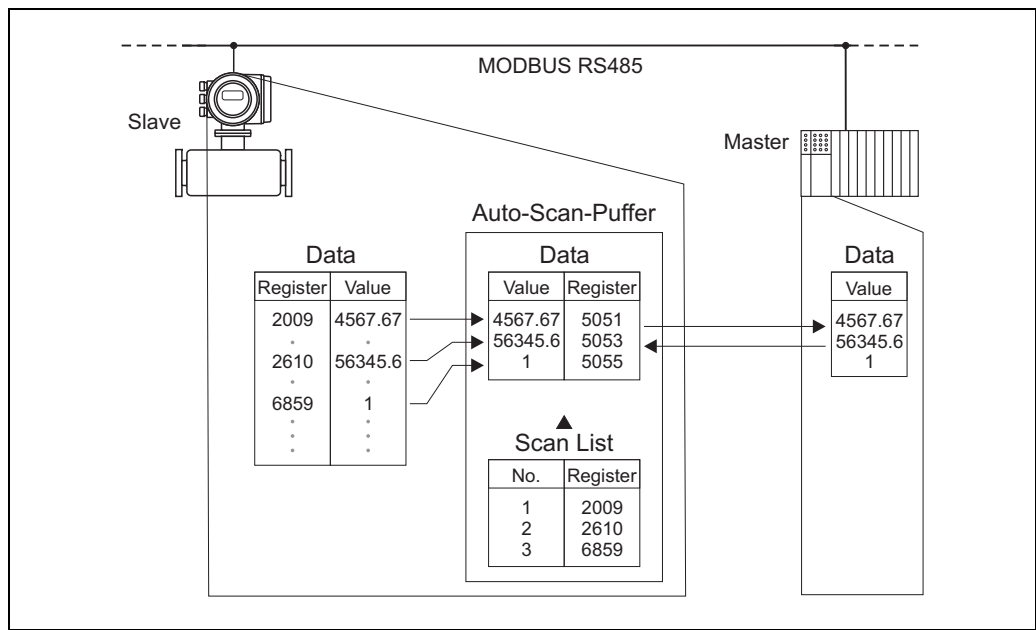 MODBUS RS485
Slave
Master
Auto-Scan-Puffer
Data
Register Value
2009 4567.67
2610 56345.6
6859 1
Data
Value Register
4567.67 5051
56345.6 5053
1 5055
Scan List
No. Register
1 2009
2 2610
3 6859
Data
Value
4567.67
56345.6
1